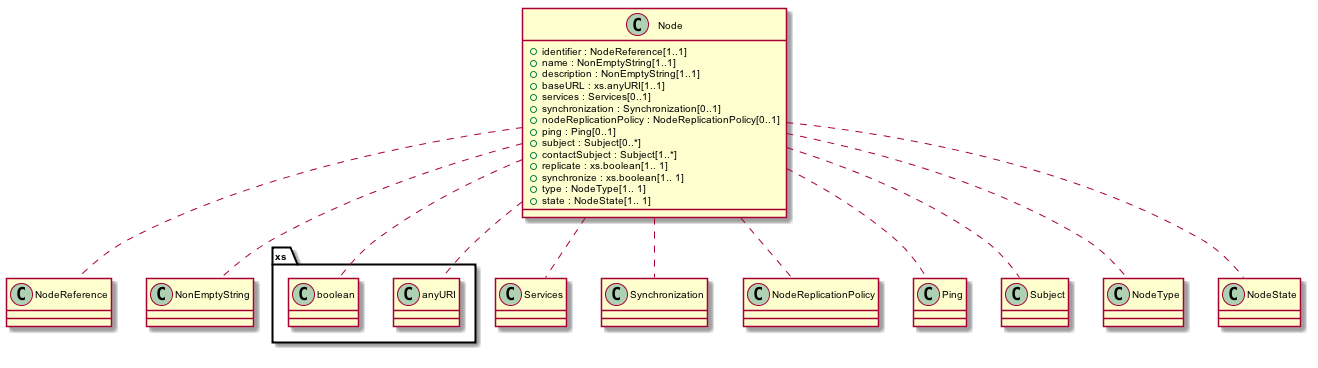 C Node
identifier : NodeReference[1..1]
name : NonEmptyString[1..1]
description : NonEmptyString[1..1]
baseURL : xs.anyURI[1..1]
services : Services[0..1]
synchronization : Synchronization[0..1]
nodeReplicationPolicy : NodeReplicationPolicy[0..1]
ping : Ping[0..1]
subject : Subject[0..*]
contactSubject : Subject[1..*]
replicate : xs.boolean[1.. 1]
synchronize : xs.boolean[1.. 1]
type : NodeType[1.. 1]
state : NodeState[1.. 1]
xs
C NodeReference
C NonEmptyString
C boolean
C anyURI
C Services
C Synchronization
C NodeReplicationPolicy
C Ping
C Subject
C NodeType
C NodeState